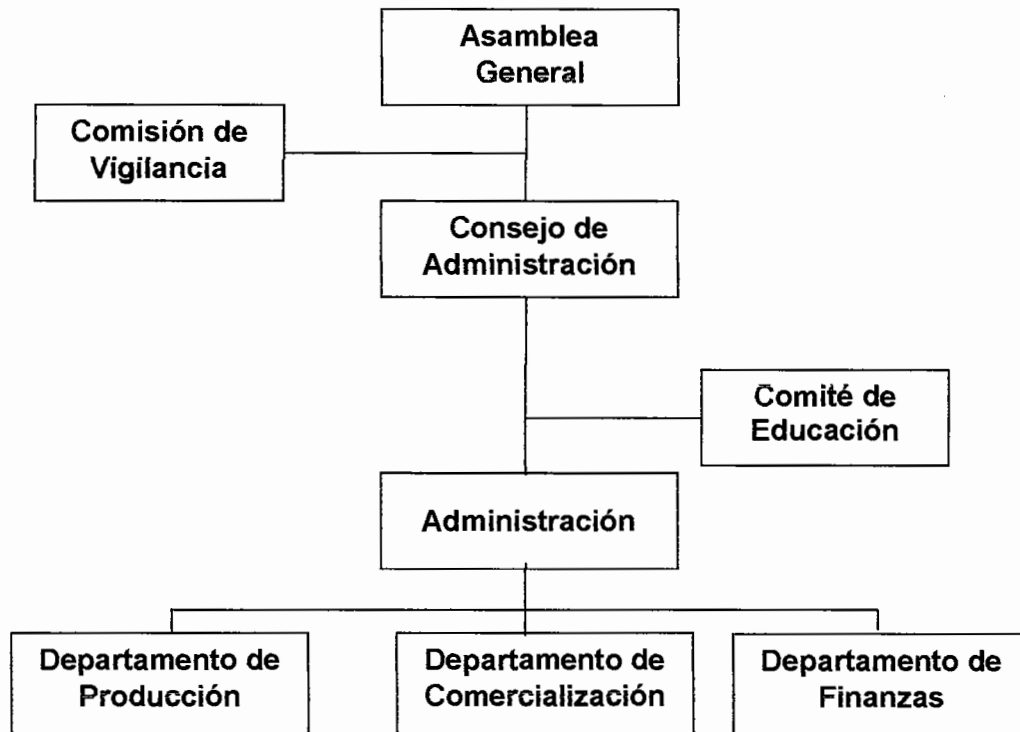 Asamblea
General
Comisión de
Vigilancia
Consejo de
Administración
Comité de
Educación
Administración
Departamento de
Producción
Departamento de
Comercialización
Departamento de
Finanzas